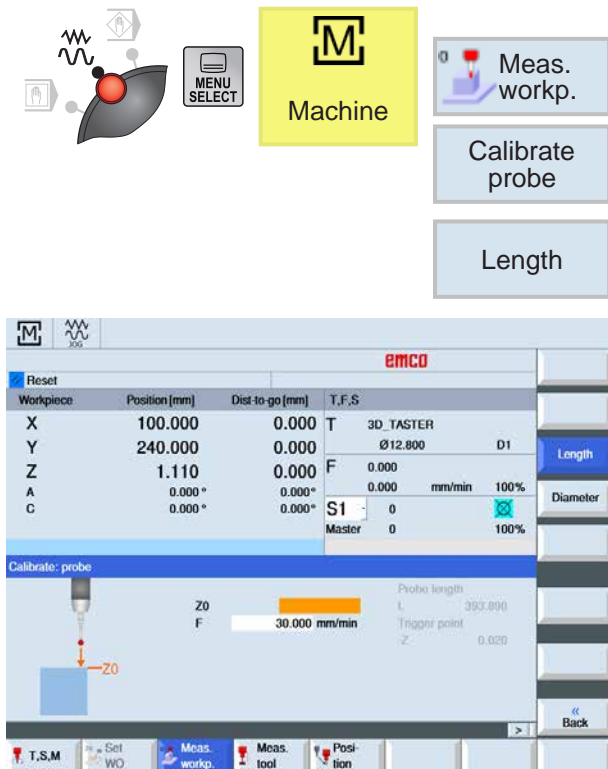 MENU
SELECT
M
Machine
Meas.
workp.
Calibrate
probe
Length
M
JOG
emco
Reset
Workpiece Position [mm] Dist-to-go [mm] T,F,S
X 100.000 0.000 T 3D_TASTER
Y 240.000 0.000 Ø12.800 D1
Z 1.110 0.000 F 0.000
A 0.000 ° 0.000° 0.000 mm/min 100%
C 0.000 ° 0.000° S1 0
Master 0 100%
Length
Diameter
Calibrate: probe
Probe length
Z0 L
F 30.000 mm/min Trigger point
Z 0.020
Z0
« 
Back
>
T,S,M Set
WO Meas.
workp. Meas.
tool Posi-
tion